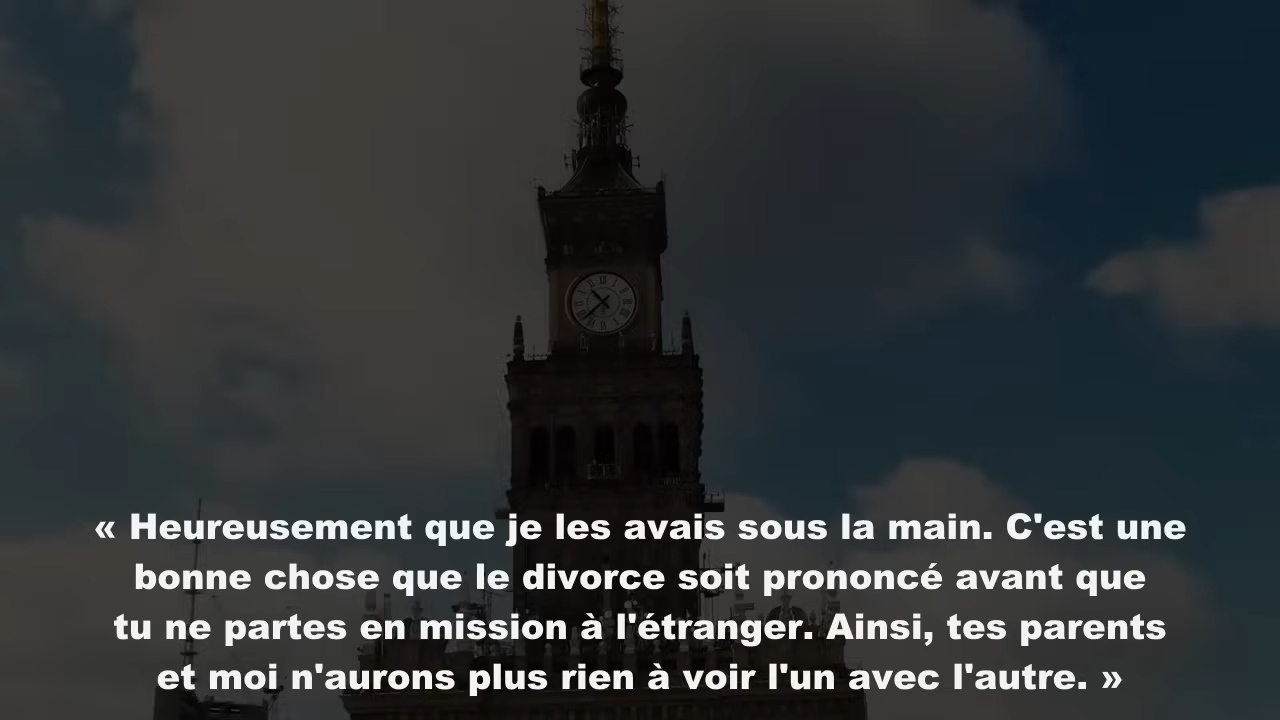 « Heureusement que je les avais sous la main. C'est une
bonne chose que le divorce soit prononcé avant que
tu ne partes en mission à l'étranger. Ainsi, tes parents
et moi n'aurons plus rien à voir l'un avec l'autre. »